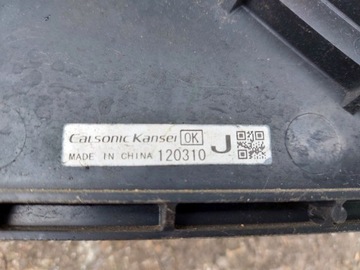 Calsonic Kansei OK J
MADE IN CHINA 120310